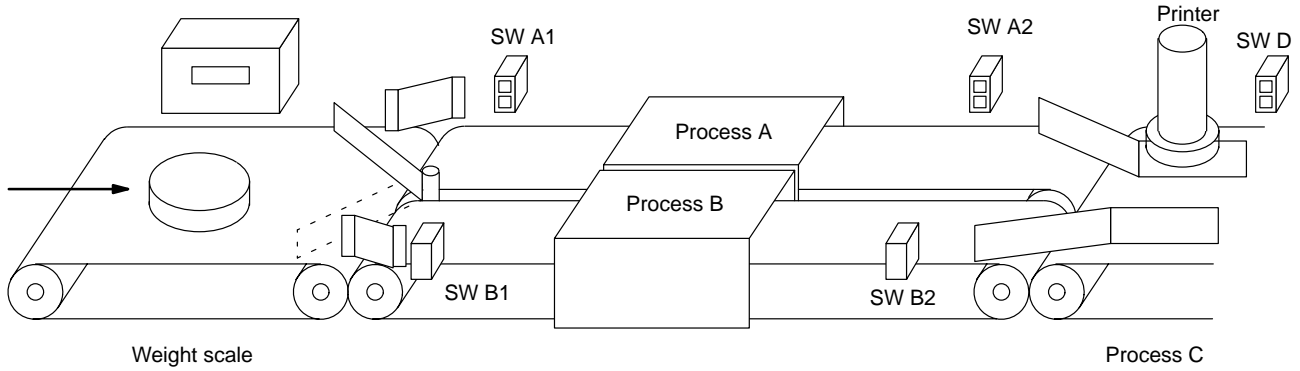 Printer
SW A1
SW A2
SW D
Process A
Process B
SW B1
SW B2
Weight scale
Process C